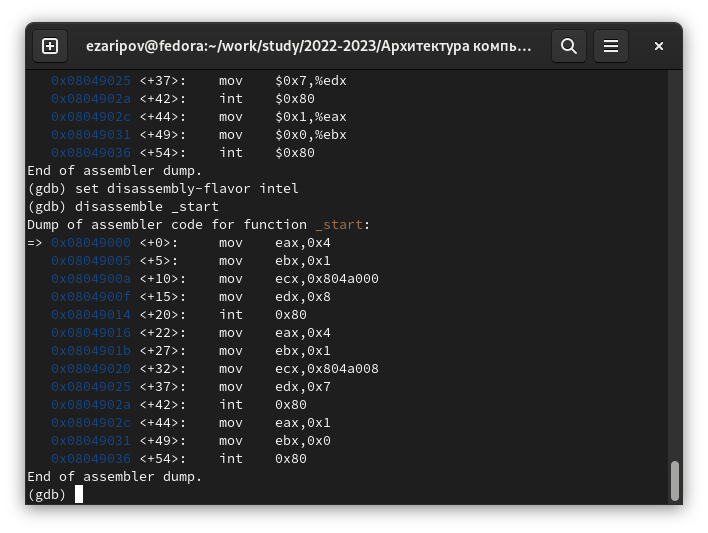 ezaripov@fedora:~/work/study/2022-2023/Архитектура компь...
0x08049025 <+37>:    mov    $0x7,%edx
0x0804902a <+42>:    int    $0x80
0x0804902c <+44>:    mov    $0x1,%eax
0x08049031 <+49>:    mov    $0x0,%ebx
0x08049036 <+54>:    int    $0x80
End of assembler dump.
(gdb) set disassembly-flavor intel
(gdb) disassemble _start
Dump of assembler code for function _start:
=> 0x08049000 <+0>:     mov    eax,0x4
0x08049005 <+5>:     mov    ebx,0x1
0x0804900a <+10>:    mov    ecx,0x804a000
0x0804900f <+15>:    mov    edx,0x8
0x08049014 <+20>:    int    0x80
0x08049016 <+22>:    mov    eax,0x4
0x0804901b <+27>:    mov    ebx,0x1
0x08049020 <+32>:    mov    ecx,0x804a008
0x08049025 <+37>:    mov    edx,0x7
0x0804902a <+42>:    int    0x80
0x0804902c <+44>:    mov    eax,0x1
0x08049031 <+49>:    mov    ebx,0x0
0x08049036 <+54>:    int    0x80
End of assembler dump.
(gdb)